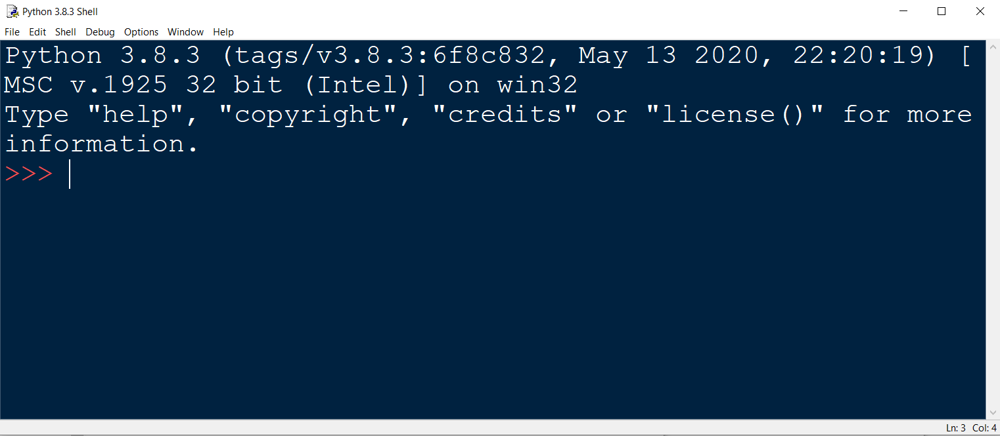 Python 3.8.3 Shell
File Edit Shell Debug Options Window Help
Python 3.8.3 (tags/v3.8.3:6f8c832, May 13 2020, 22:20:19) [
MSC v.1925 32 bit (Intel)] on win32
Type "help", "copyright", "credits" or "license()" for more
information.
>>>
Ln: 3 Col: 4